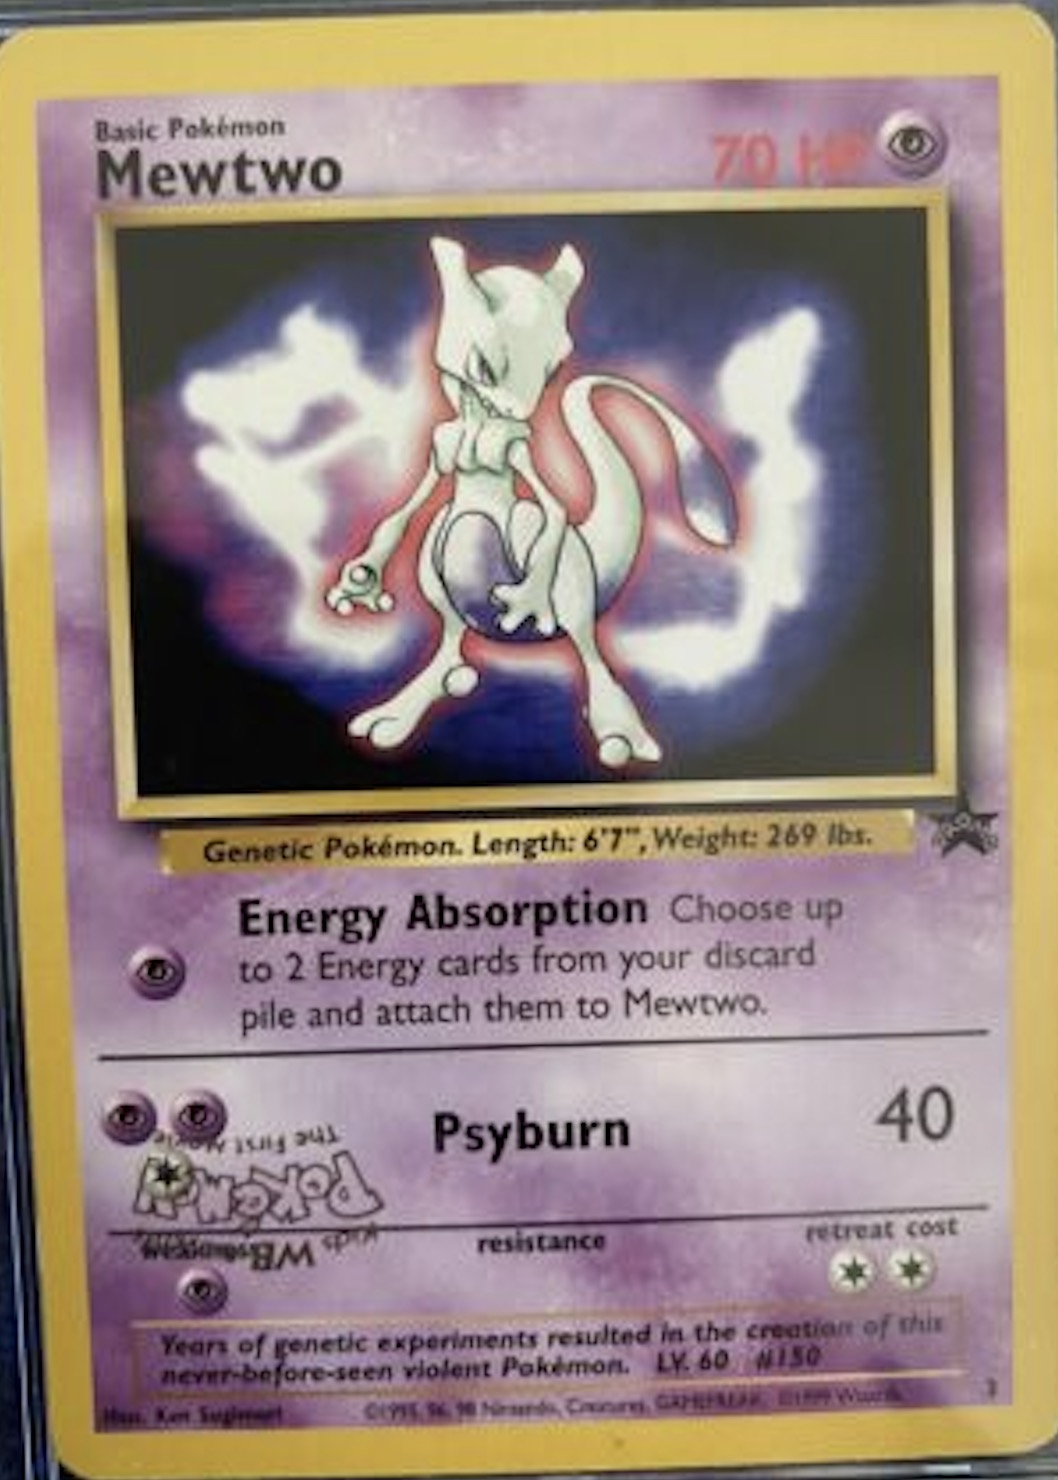 Basic Pokémon
Mewtwo
70 HP
Genetic Pokémon. Length: 6'7", Weight: 269 lbs.
Energy Absorption Choose up
to 2 Energy cards from your discard
pile and attach them to Mewtwo.
Psyburn 40
The First Movie
POKéMON
Kids WB
weakness
resistance
retreat cost
Years of genetic experiments resulted in the creation of this
never-before-seen violent Pokémon. LV. 60 #150
Illus. Ken Sugimori
©1995, 96, 98 Nintendo, Creatures, GAMEFREAK. ©1999 Wizards.
3